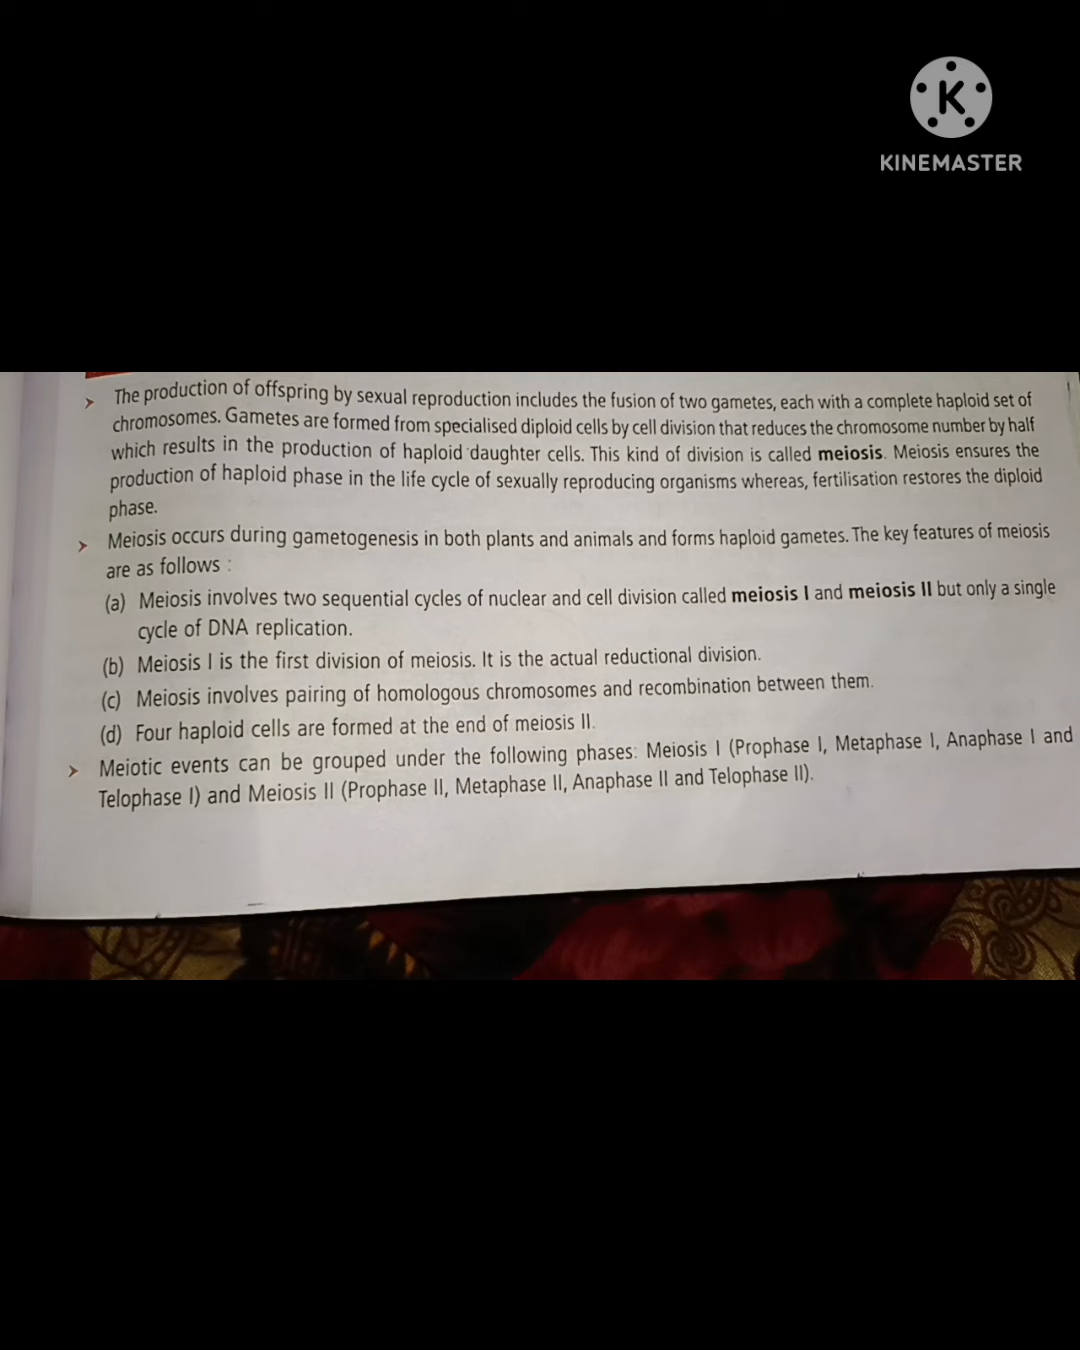 KINEMASTER
➤ The production of offspring by sexual reproduction includes the fusion of two gametes, each with a complete haploid set of
chromosomes. Gametes are formed from specialised diploid cells by cell division that reduces the chromosome number by half
which results in the production of haploid daughter cells. This kind of division is called meiosis. Meiosis ensures the
production of haploid phase in the life cycle of sexually reproducing organisms whereas, fertilisation restores the diploid
phase.
➤ Meiosis occurs during gametogenesis in both plants and animals and forms haploid gametes. The key features of meiosis
are as follows :
(a) Meiosis involves two sequential cycles of nuclear and cell division called meiosis I and meiosis II but only a single
cycle of DNA replication.
(b) Meiosis I is the first division of meiosis. It is the actual reductional division.
(c) Meiosis involves pairing of homologous chromosomes and recombination between them.
(d) Four haploid cells are formed at the end of meiosis II.
➤ Meiotic events can be grouped under the following phases: Meiosis I (Prophase I, Metaphase I, Anaphase I and
Telophase I) and Meiosis II (Prophase II, Metaphase II, Anaphase II and Telophase II).